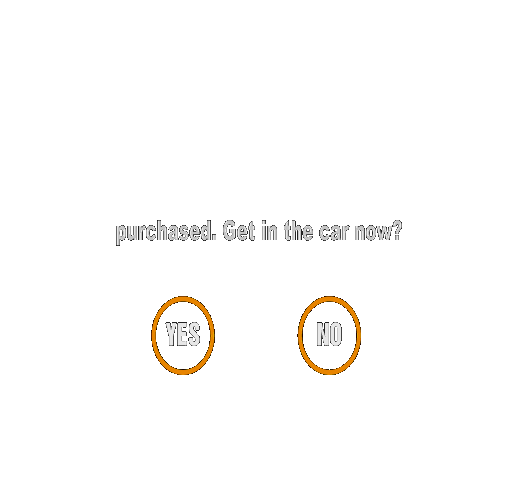 purchased. Get in the car now?
YES NO